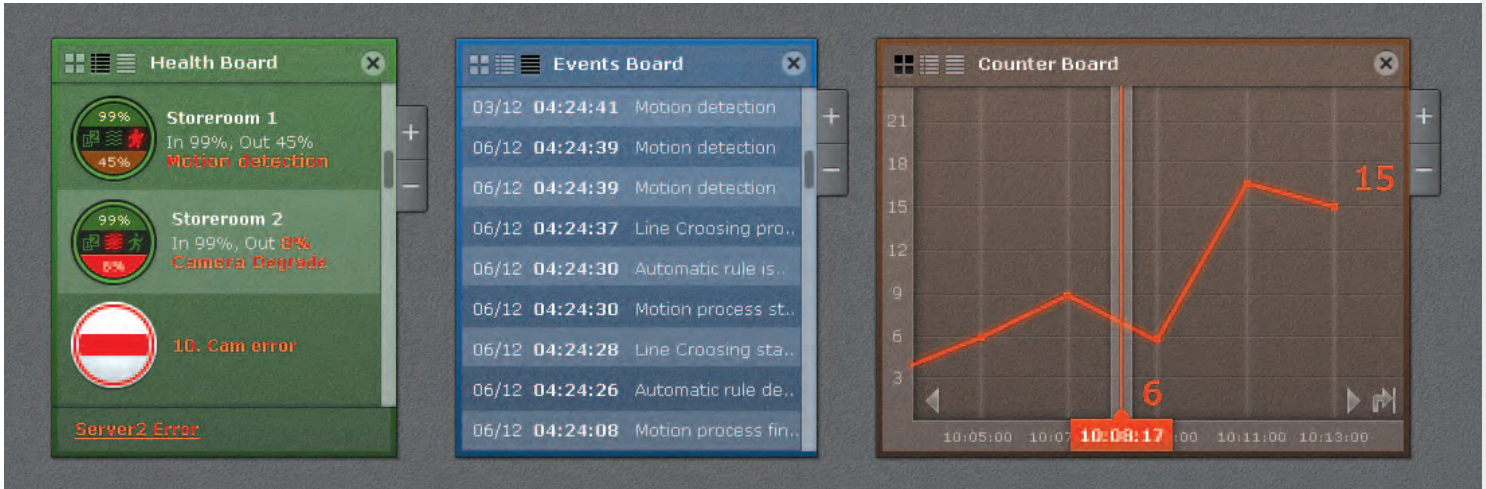 Health Board
99%
45%
Storeroom 1
In 99%, Out 45%
Motion detection
99%
8%
Storeroom 2
In 99%, Out 8%
Camera Degrade
10. Cam error
Server2 Error
+
−
Events Board
03/12 04:24:41 Motion detection
06/12 04:24:39 Motion detection
06/12 04:24:39 Motion detection
06/12 04:24:37 Line Croosing pro..
06/12 04:24:30 Automatic rule is..
06/12 04:24:30 Motion process st..
06/12 04:24:28 Line Croosing sta..
06/12 04:24:26 Automatic rule de..
06/12 04:24:08 Motion process fin..
+
−
Counter Board
21
18
15
12
9
6
3
15
6
10:05:00 10:07 10:08:17 :00 10:11:00 10:13:00
+
−